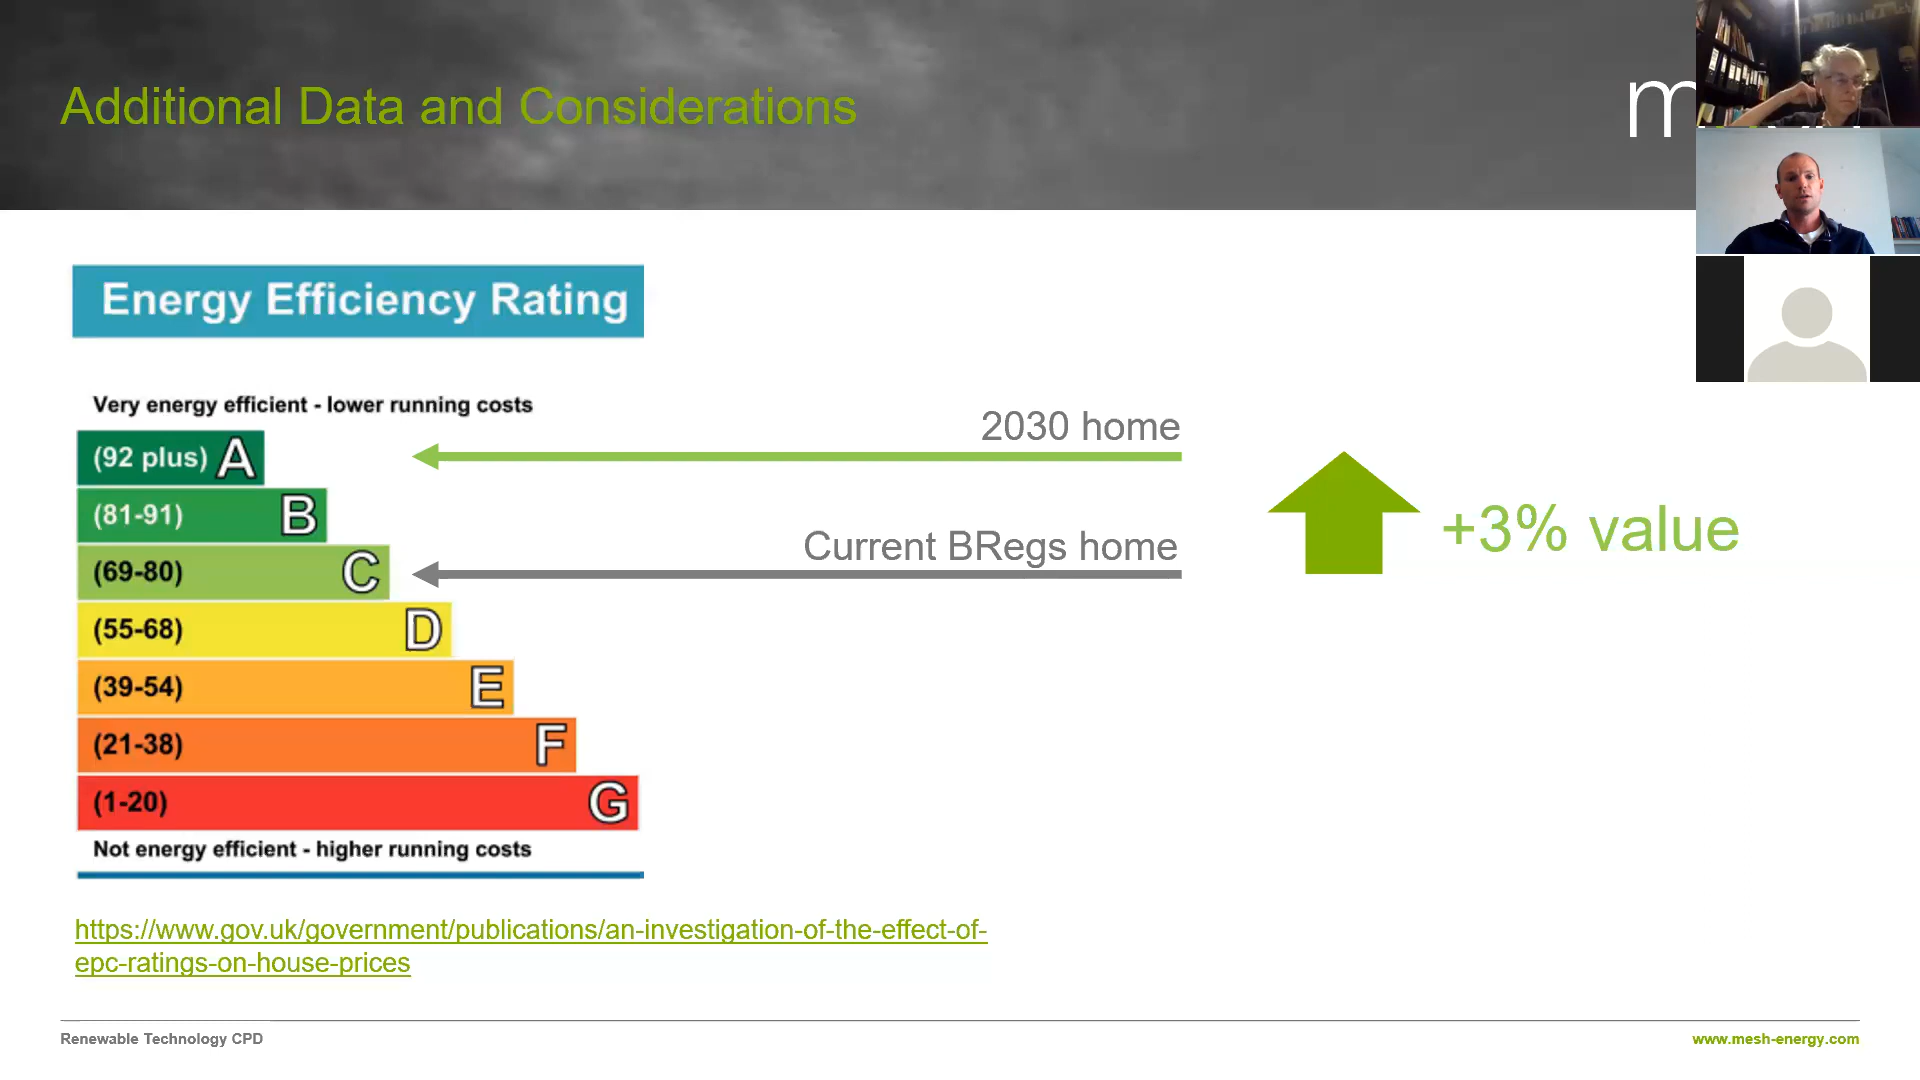 Additional Data and Considerations
Energy Efficiency Rating
Very energy efficient - lower running costs
(92 plus) A
(81-91) B
(69-80) C
(55-68) D
(39-54) E
(21-38) F
(1-20) G
Not energy efficient - higher running costs
2030 home
Current BRegs home
+3% value
https://www.gov.uk/government/publications/an-investigation-of-the-effect-of-
epc-ratings-on-house-prices
Renewable Technology CPD
www.mesh-energy.com